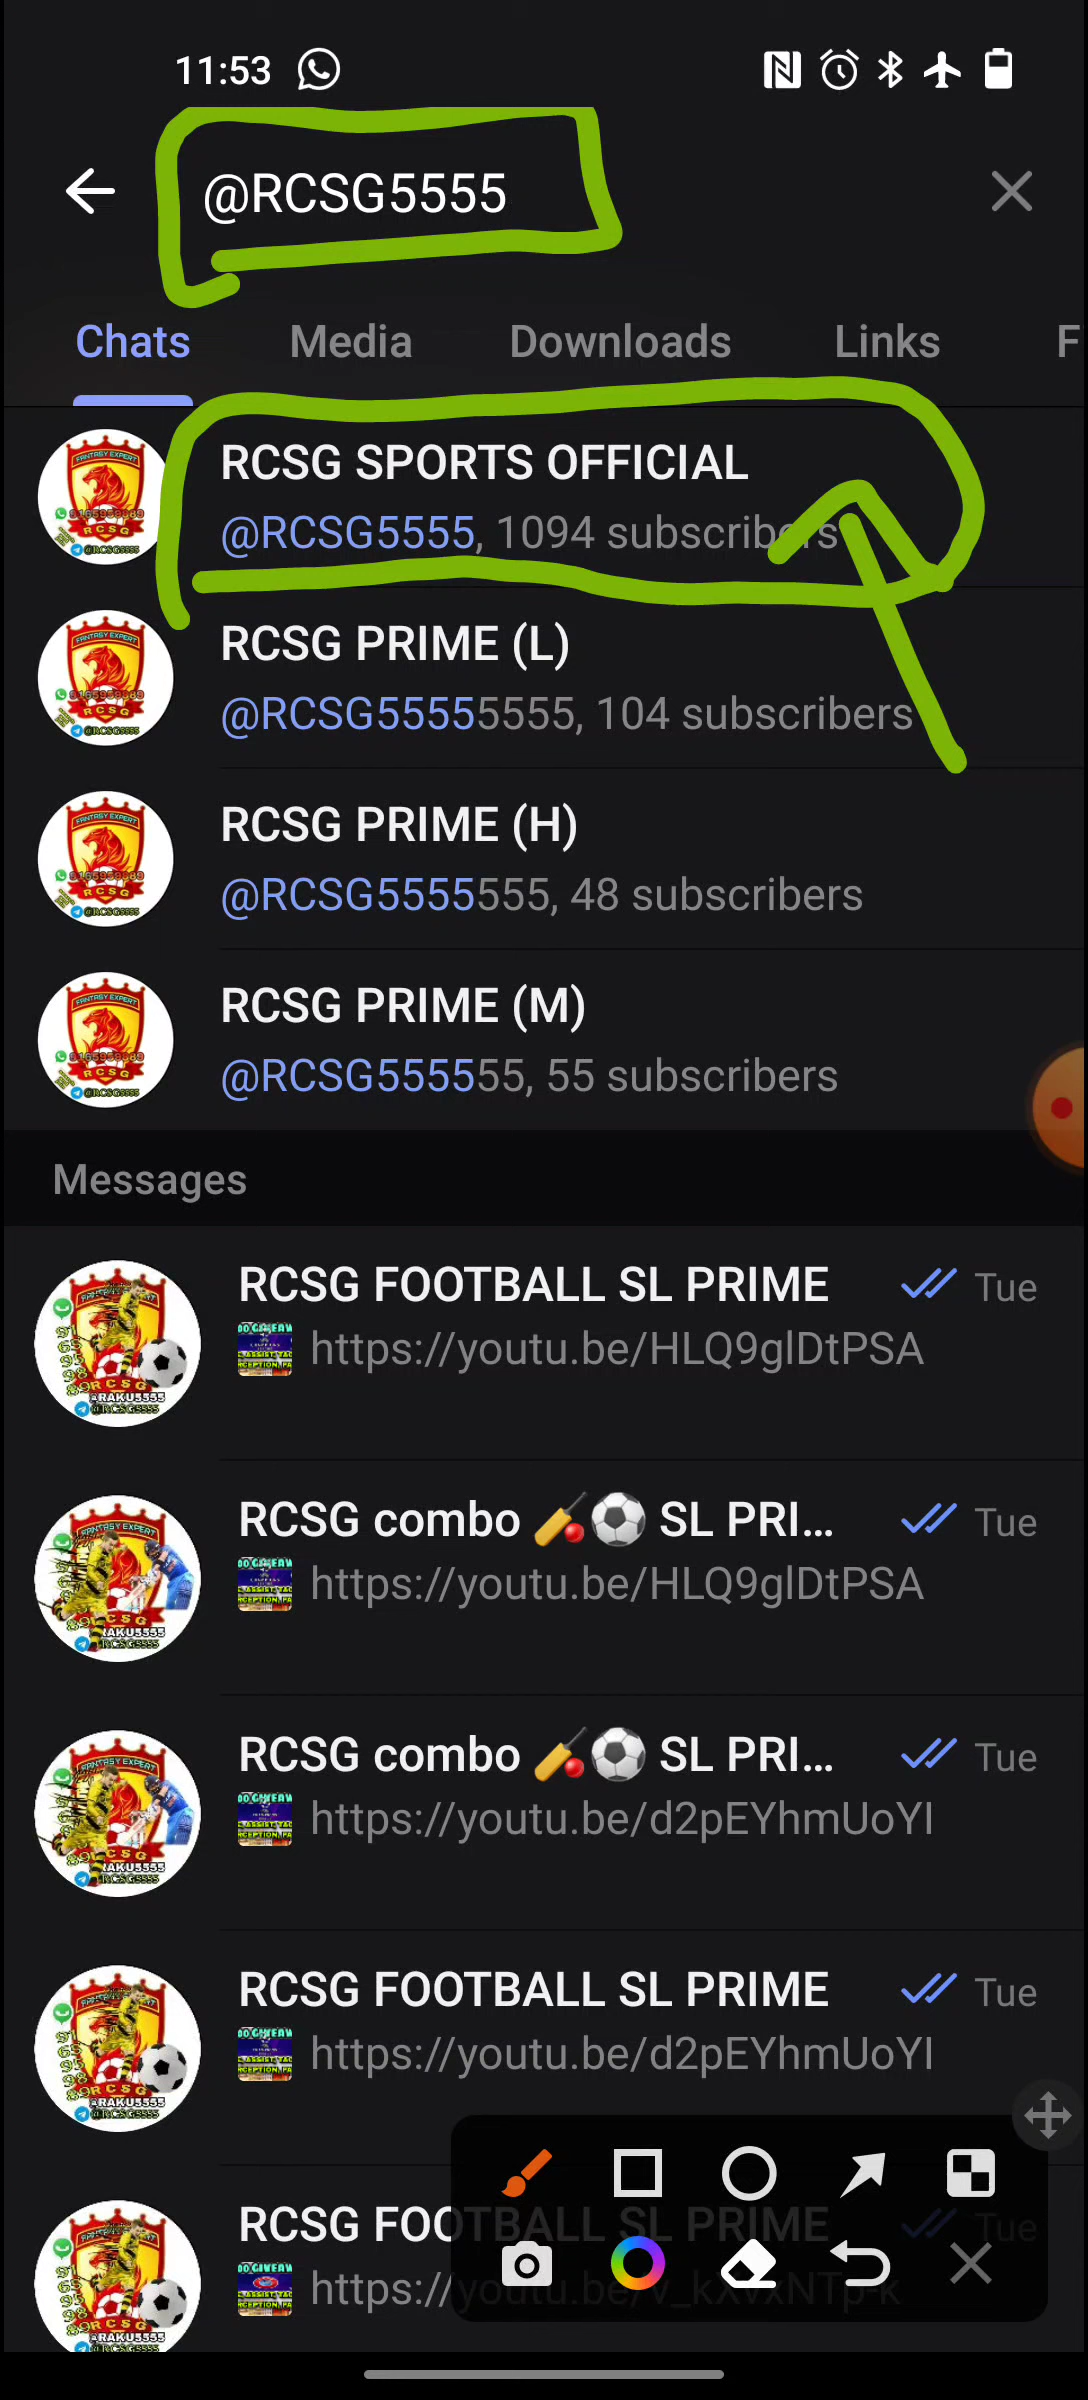 11:53
@RCSG5555
Chats Media Downloads Links F
RCSG SPORTS OFFICIAL
@RCSG5555, 1094 subscribers
RCSG PRIME (L)
@RCSG55555555, 104 subscribers
RCSG PRIME (H)
@RCSG5555555, 48 subscribers
RCSG PRIME (M)
@RCSG555555, 55 subscribers
Messages
RCSG FOOTBALL SL PRIME Tue
https://youtu.be/HLQ9glDtPSA
RCSG combo 🏏⚽ SL PRI... Tue
https://youtu.be/HLQ9glDtPSA
RCSG combo 🏏⚽ SL PRI... Tue
https://youtu.be/d2pEYhmUoYI
RCSG FOOTBALL SL PRIME Tue
https://youtu.be/d2pEYhmUoYI
RCSG FOOTBALL SL PRIME Tue